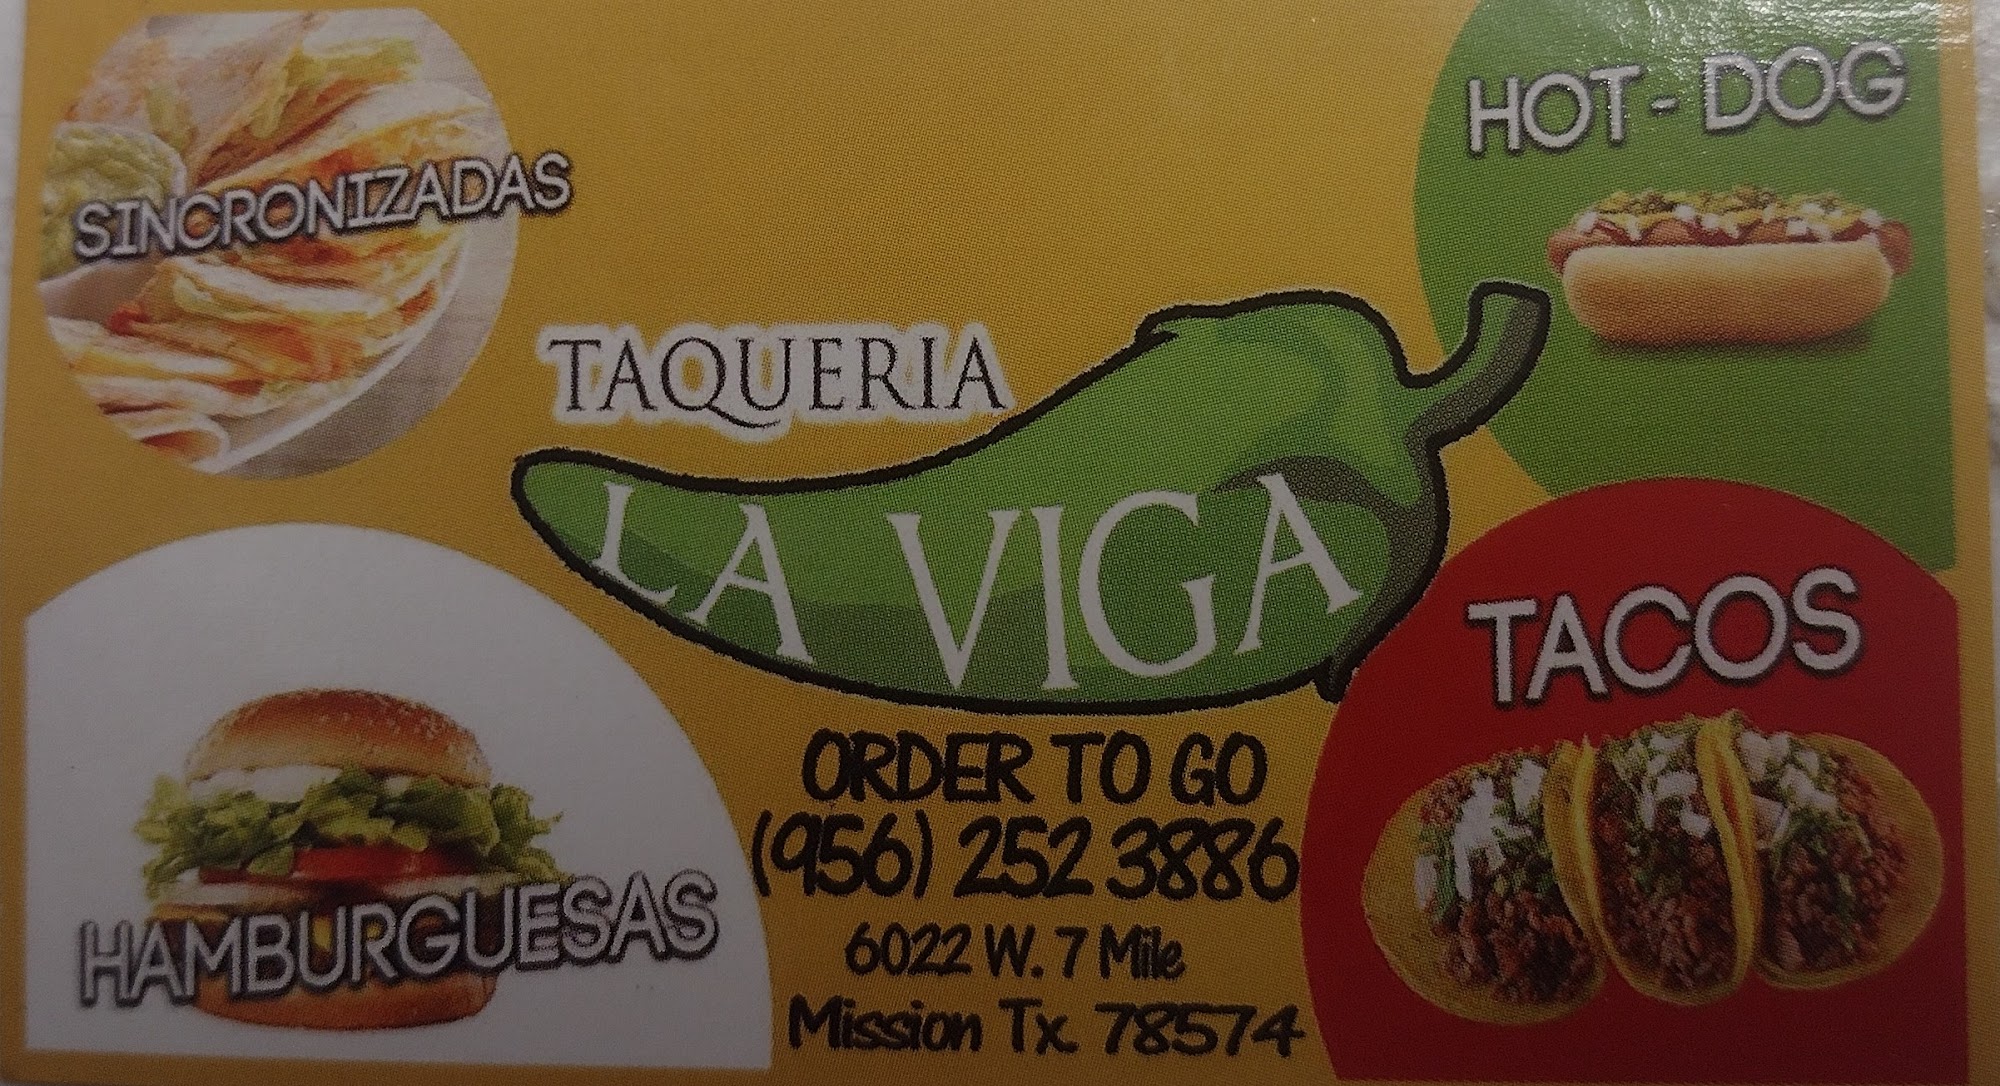 SINCRONIZADAS
HOT-DOG
TAQUERIA
LA VIGA
TACOS
HAMBURGUESAS
ORDER TO GO
(956) 252 3886
6022 W. 7 Mile
Mission Tx 78574